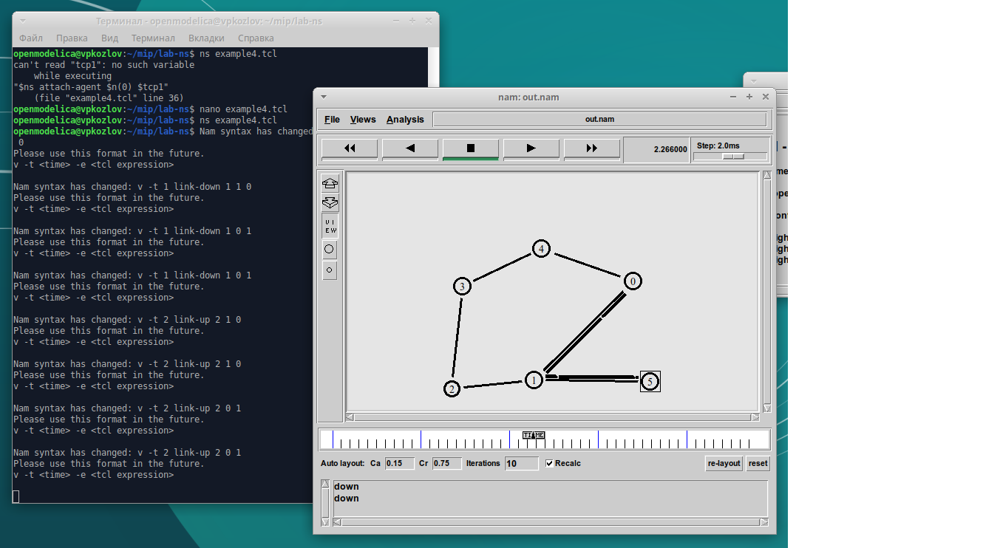 Терминал - openmodelica@vpkozlov: ~/mip/lab-ns
Файл Правка Вид Терминал Вкладки Справка
openmodelica@vpkozlov:~/mip/lab-ns$ ns example4.tcl
can't read "tcp1": no such variable
    while executing
"$ns attach-agent $n(0) $tcp1"
    (file "example4.tcl" line 36)
openmodelica@vpkozlov:~/mip/lab-ns$ nano example4.tcl
openmodelica@vpkozlov:~/mip/lab-ns$ ns example4.tcl
openmodelica@vpkozlov:~/mip/lab-ns$ Nam syntax has changed
 0
Please use this format in the future.
v -t <time> -e <tcl expression>
Nam syntax has changed: v -t 1 link-down 1 1 0
Please use this format in the future.
v -t <time> -e <tcl expression>
Nam syntax has changed: v -t 1 link-down 1 0 1
Please use this format in the future.
v -t <time> -e <tcl expression>
Nam syntax has changed: v -t 1 link-down 1 0 1
Please use this format in the future.
v -t <time> -e <tcl expression>
Nam syntax has changed: v -t 2 link-up 2 1 0
Please use this format in the future.
v -t <time> -e <tcl expression>
Nam syntax has changed: v -t 2 link-up 2 1 0
Please use this format in the future.
v -t <time> -e <tcl expression>
Nam syntax has changed: v -t 2 link-up 2 0 1
Please use this format in the future.
v -t <time> -e <tcl expression>
Nam syntax has changed: v -t 2 link-up 2 0 1
Please use this format in the future.
v -t <time> -e <tcl expression>
nam: out.nam
File Views Analysis out.nam
2.266000 Step: 2.0ms
VIEW
4
3 0
2 1 5
TIME
Auto layout: Ca 0.15 Cr 0.75 Iterations 10 Recalc re-layout reset
down
down